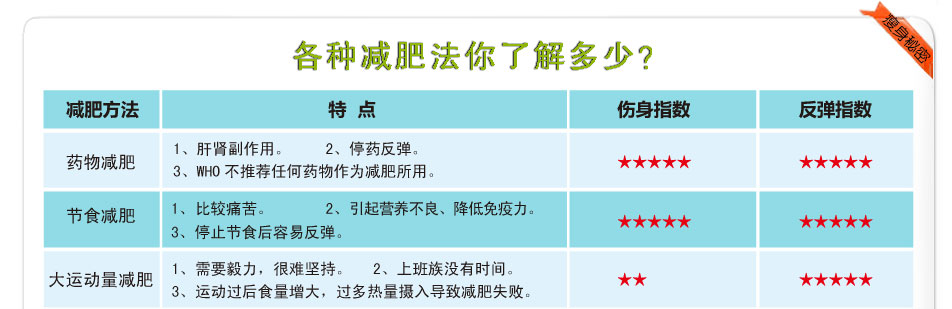 瘦身秘密
各种减肥法你了解多少?
减肥方法 特 点 伤身指数 反弹指数
药物减肥 1、肝肾副作用。 2、停药反弹。 ★★★★★ ★★★★★
3、WHO 不推荐任何药物作为减肥所用。
节食减肥 1、比较痛苦。 2、引起营养不良、降低免疫力。 ★★★★★ ★★★★★
3、停止节食后容易反弹。
大运动量减肥 1、需要毅力，很难坚持。 2、上班族没有时间。 ★★ ★★★★★
3、运动过后食量增大，过多热量摄入导致减肥失败。